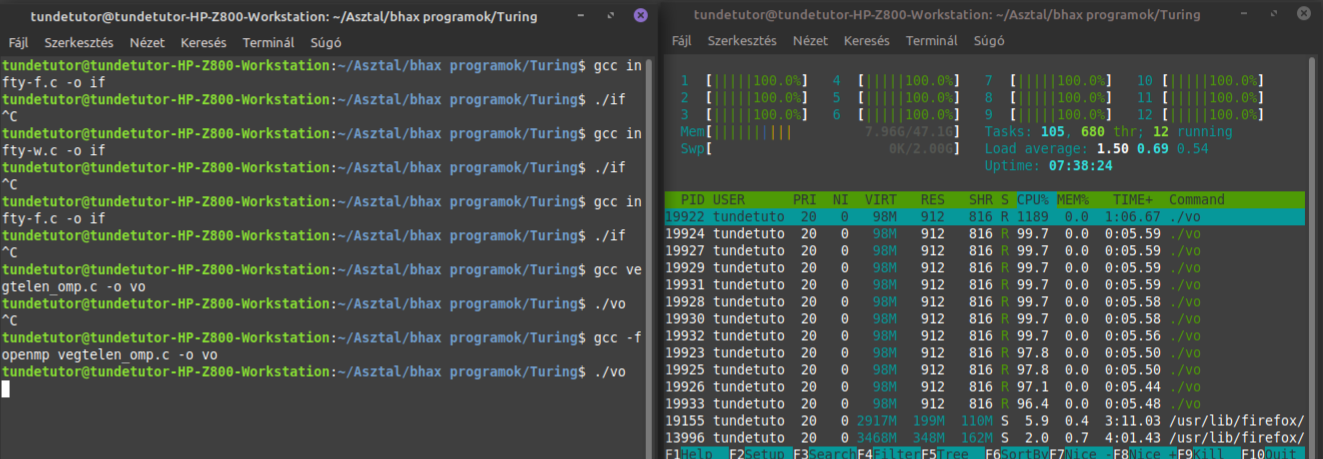 tundetutor@tundetutor-HP-Z800-Workstation: ~/Asztal/bhax programok/Turing
Fájl Szerkesztés Nézet Keresés Terminál Súgó
tundetutor@tundetutor-HP-Z800-Workstation:~/Asztal/bhax programok/Turing$ gcc in
fty-f.c -o if
tundetutor@tundetutor-HP-Z800-Workstation:~/Asztal/bhax programok/Turing$ ./if
^C
tundetutor@tundetutor-HP-Z800-Workstation:~/Asztal/bhax programok/Turing$ gcc in
fty-w.c -o if
tundetutor@tundetutor-HP-Z800-Workstation:~/Asztal/bhax programok/Turing$ ./if
^C
tundetutor@tundetutor-HP-Z800-Workstation:~/Asztal/bhax programok/Turing$ gcc in
fty-f.c -o if
tundetutor@tundetutor-HP-Z800-Workstation:~/Asztal/bhax programok/Turing$ ./if
^C
tundetutor@tundetutor-HP-Z800-Workstation:~/Asztal/bhax programok/Turing$ gcc ve
gtelen_omp.c -o vo
tundetutor@tundetutor-HP-Z800-Workstation:~/Asztal/bhax programok/Turing$ ./vo
^C
tundetutor@tundetutor-HP-Z800-Workstation:~/Asztal/bhax programok/Turing$ gcc -f
openmp vegtelen_omp.c -o vo
tundetutor@tundetutor-HP-Z800-Workstation:~/Asztal/bhax programok/Turing$ ./vo
tundetutor@tundetutor-HP-Z800-Workstation: ~/Asztal/bhax programok/Turing
Fájl Szerkesztés Nézet Keresés Terminál Súgó
1 [|||||100.0%] 4 [|||||100.0%] 7 [|||||100.0%] 10 [|||||100.0%]
2 [|||||100.0%] 5 [|||||100.0%] 8 [|||||100.0%] 11 [|||||100.0%]
3 [|||||100.0%] 6 [|||||100.0%] 9 [|||||100.0%] 12 [|||||100.0%]
Mem[|||||||||| 7.96G/47.1G] Tasks: 105, 680 thr; 12 running
Swp[ 0K/2.00G] Load average: 1.50 0.69 0.54
Uptime: 07:38:24
PID USER PRI NI VIRT RES SHR S CPU% MEM% TIME+ Command
19922 tundetuto 20 0 98M 912 816 R 1189 0.0 1:06.67 ./vo
19924 tundetuto 20 0 98M 912 816 R 99.7 0.0 0:05.59 ./vo
19927 tundetuto 20 0 98M 912 816 R 99.7 0.0 0:05.59 ./vo
19929 tundetuto 20 0 98M 912 816 R 99.7 0.0 0:05.59 ./vo
19931 tundetuto 20 0 98M 912 816 R 99.7 0.0 0:05.59 ./vo
19928 tundetuto 20 0 98M 912 816 R 99.7 0.0 0:05.58 ./vo
19930 tundetuto 20 0 98M 912 816 R 99.7 0.0 0:05.58 ./vo
19932 tundetuto 20 0 98M 912 816 R 99.7 0.0 0:05.56 ./vo
19923 tundetuto 20 0 98M 912 816 R 97.8 0.0 0:05.50 ./vo
19925 tundetuto 20 0 98M 912 816 R 97.8 0.0 0:05.50 ./vo
19926 tundetuto 20 0 98M 912 816 R 97.1 0.0 0:05.44 ./vo
19933 tundetuto 20 0 98M 912 816 R 96.4 0.0 0:05.48 ./vo
19155 tundetuto 20 0 2917M 199M 110M S 5.9 0.4 3:11.03 /usr/lib/firefox/
13996 tundetuto 20 0 3468M 348M 162M S 2.0 0.7 4:01.43 /usr/lib/firefox/
F1Help F2Setup F3SearchF4FilterF5Tree F6SortByF7Nice -F8Nice +F9Kill F10Quit